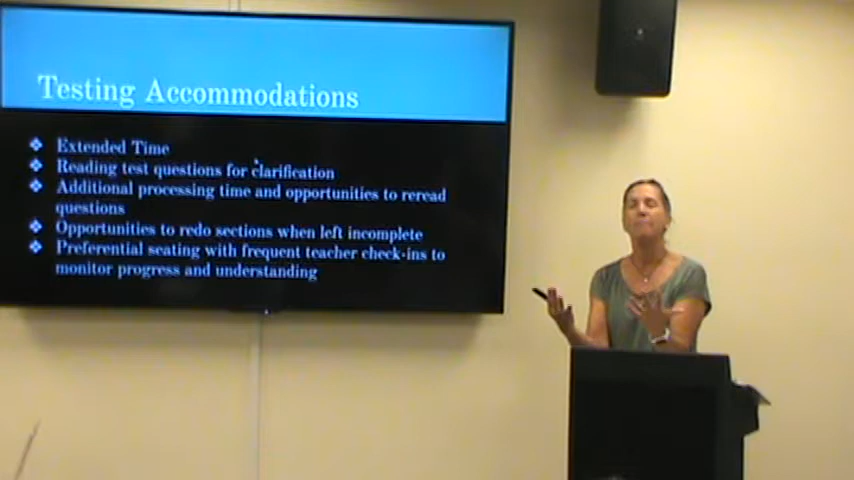 Testing Accommodations
❖ Extended Time
❖ Reading test questions for clarification
❖ Additional processing time and opportunities to reread
questions
❖ Opportunities to redo sections when left incomplete
❖ Preferential seating with frequent teacher check-ins to
monitor progress and understanding